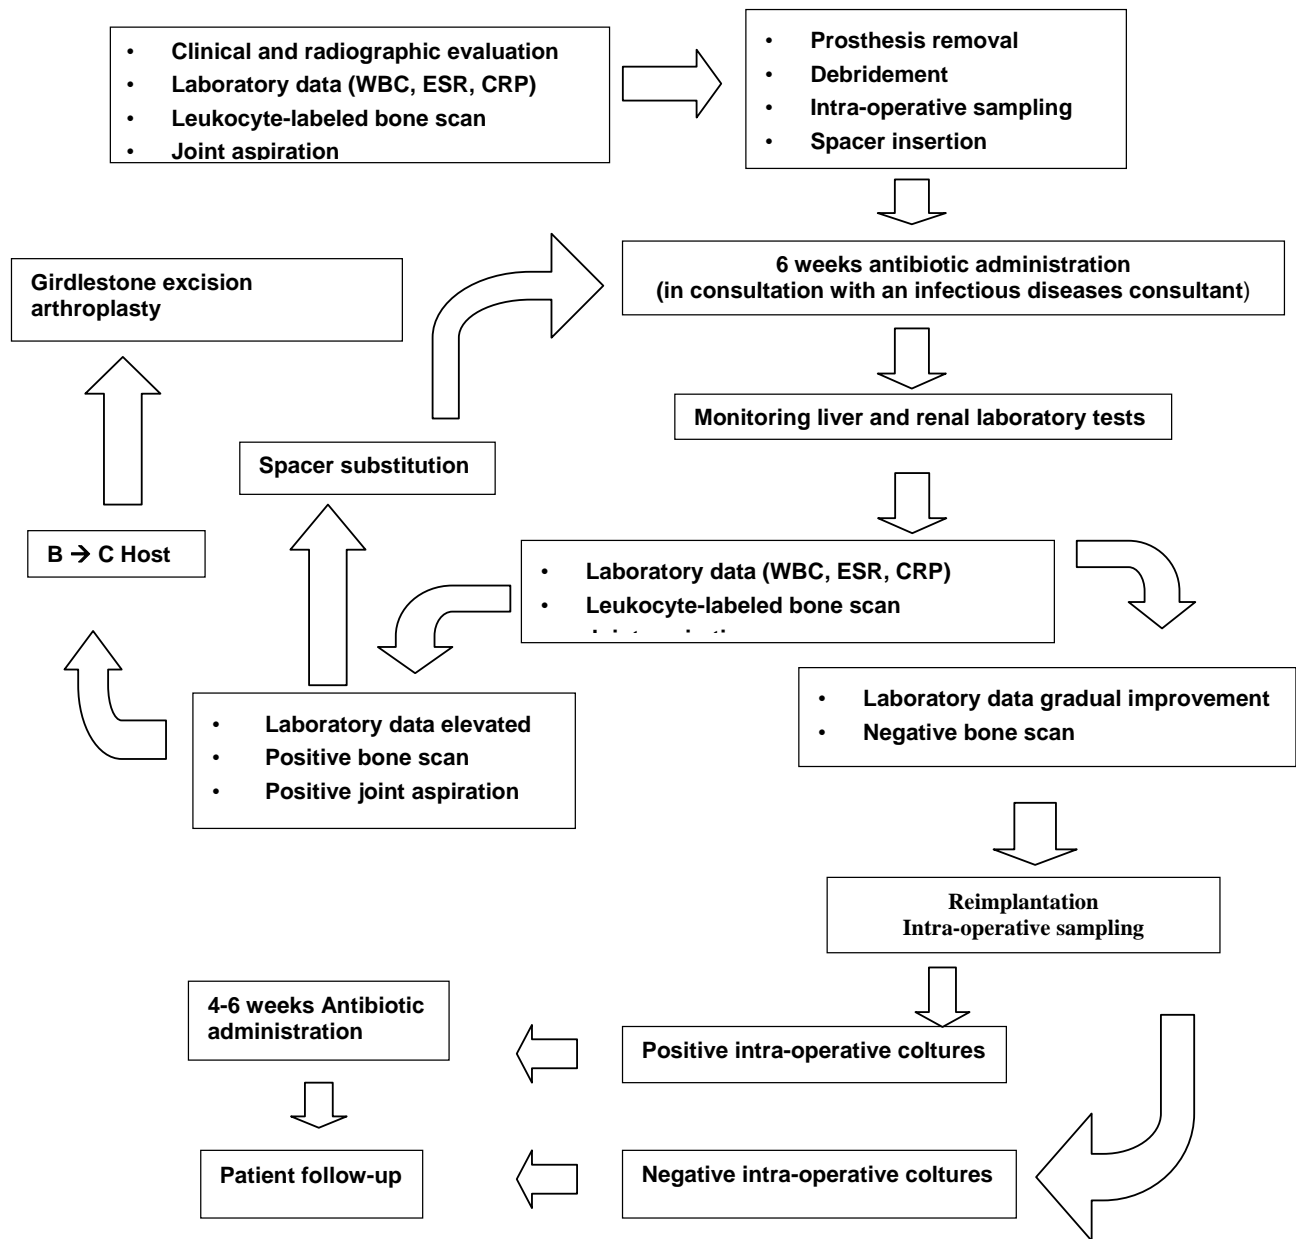 • Clinical and radiographic evaluation
• Laboratory data (WBC, ESR, CRP)
• Leukocyte-labeled bone scan
• Joint aspiration
• Prosthesis removal
• Debridement
• Intra-operative sampling
• Spacer insertion
6 weeks antibiotic administration
(in consultation with an infectious diseases consultant)
Girdlestone excision
arthroplasty
Monitoring liver and renal laboratory tests
Spacer substitution
B → C Host
• Laboratory data (WBC, ESR, CRP)
• Leukocyte-labeled bone scan
• Laboratory data elevated
• Positive bone scan
• Positive joint aspiration
• Laboratory data gradual improvement
• Negative bone scan
Reimplantation
Intra-operative sampling
4-6 weeks Antibiotic
administration
Positive intra-operative coltures
Patient follow-up
Negative intra-operative coltures